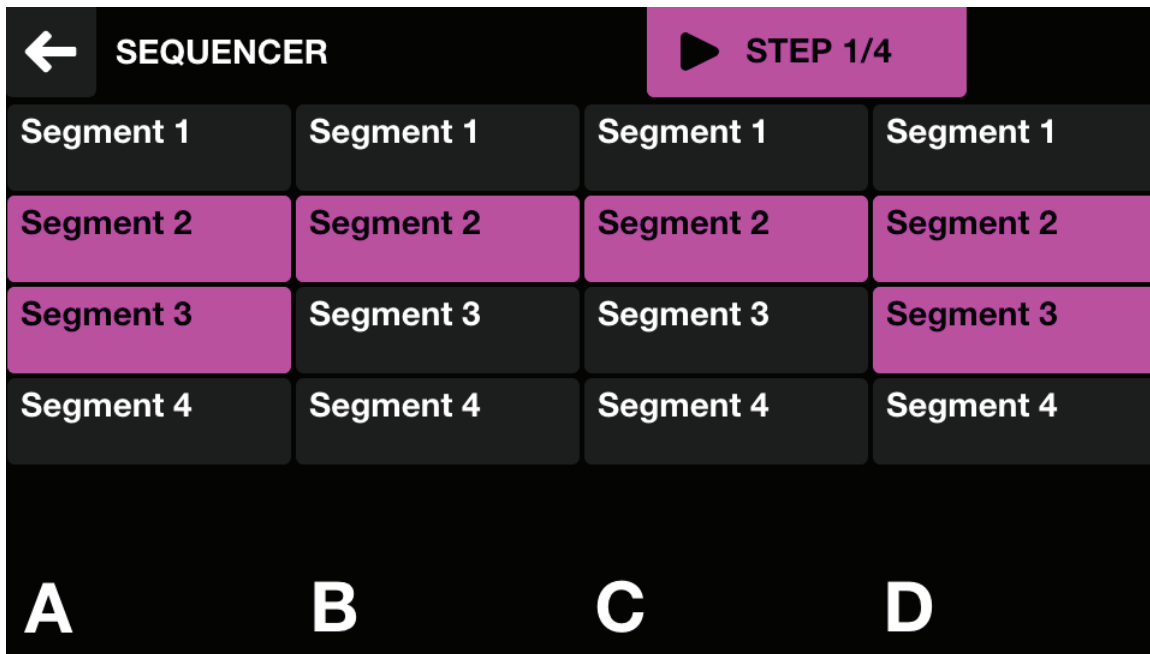 SEQUENCER STEP 1/4
Segment 1 Segment 1 Segment 1 Segment 1
Segment 2 Segment 2 Segment 2 Segment 2
Segment 3 Segment 3 Segment 3 Segment 3
Segment 4 Segment 4 Segment 4 Segment 4
A B C D